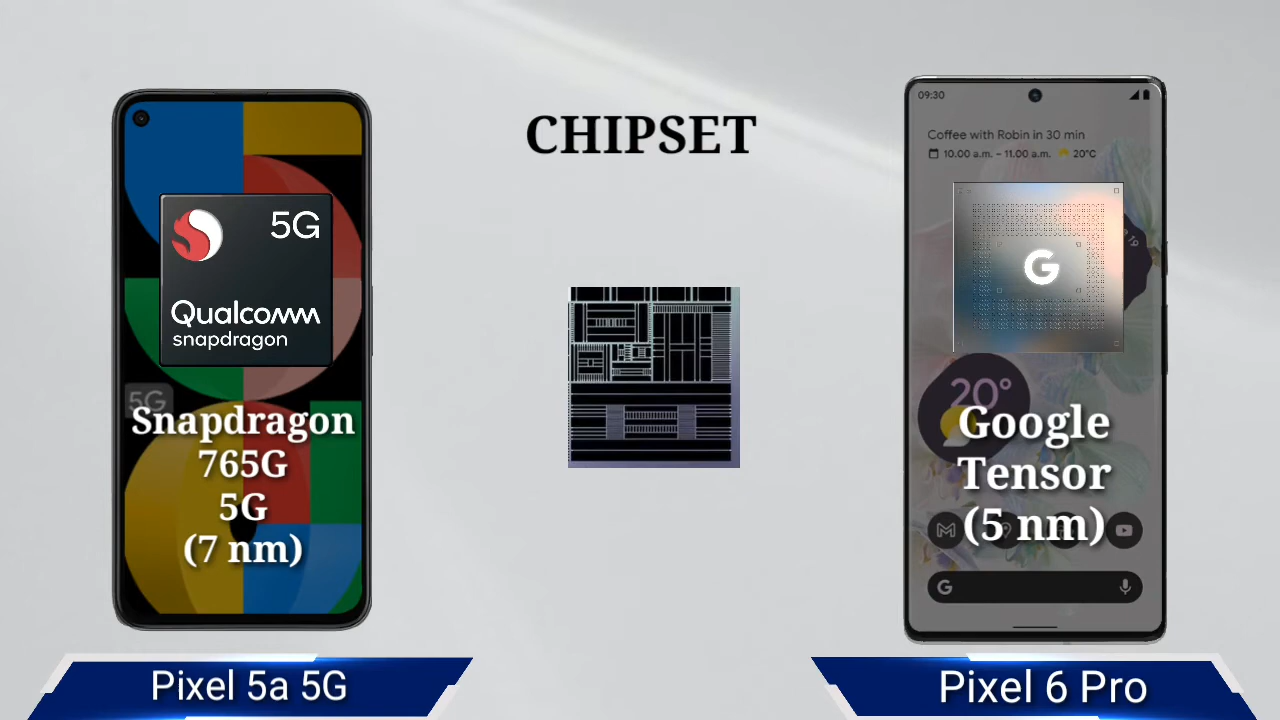 CHIPSET
5G
Qualcomm
snapdragon
5G
Snapdragon
765G
5G
(7 nm)
Pixel 5a 5G
09:30
Coffee with Robin in 30 min
10.00 a.m. – 11.00 a.m. 20°C
G
20°
Google
Tensor
(5 nm)
G
Pixel 6 Pro